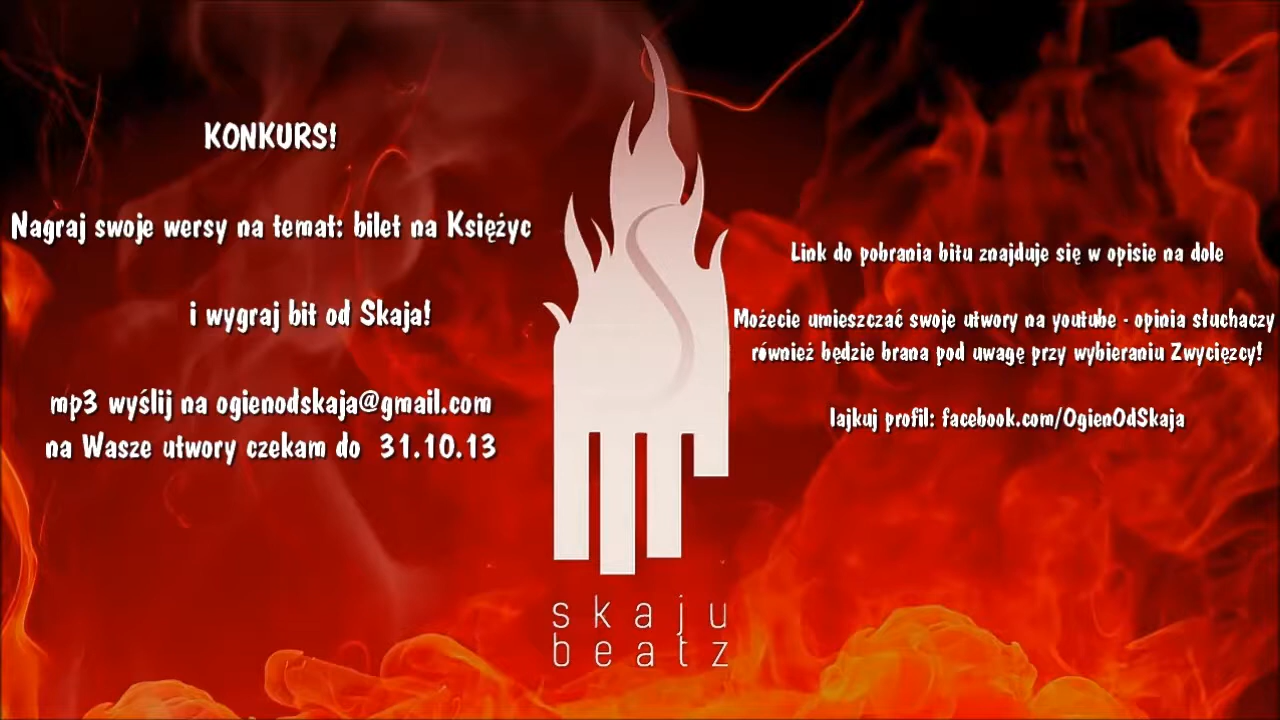 KONKURS!
Nagraj swoje wersy na temat: bilet na Księżyc
i wygraj bit od Skaja!
mp3 wyślij na ogienodskaja@gmail.com
na Wasze utwory czekam do 31.10.13
Link do pobrania bitu znajduje się w opisie na dole
Możecie umieszczać swoje utwory na youtube - opinia słuchaczy
również będzie brana pod uwagę przy wybieraniu Zwycięzcy!
lajkuj profil: facebook.com/OgienOdSkaja
skaju
beatz